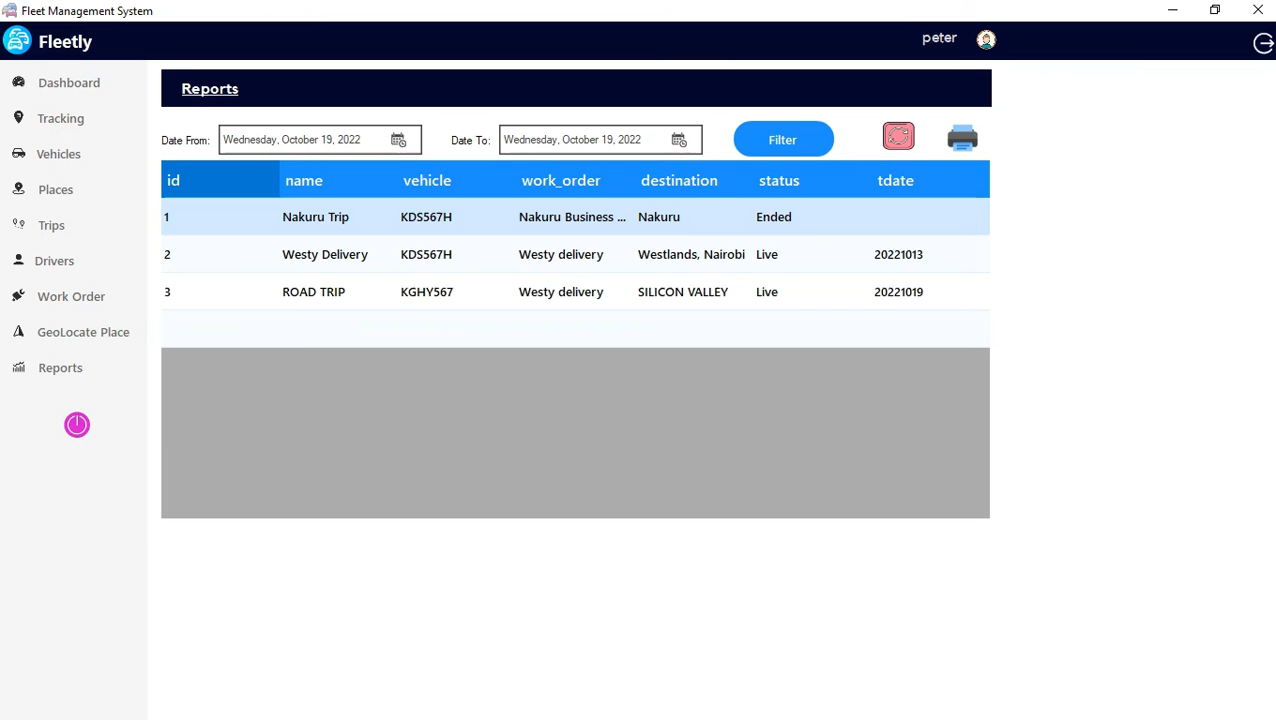 Fleet Management System
Fleetly
peter
Dashboard
Tracking
Vehicles
Places
Trips
Drivers
Work Order
GeoLocate Place
Reports
Reports
Date From: Wednesday, October 19, 2022 Date To: Wednesday, October 19, 2022 Filter
id name vehicle work_order destination status tdate
1 Nakuru Trip KDS567H Nakuru Business ... Nakuru Ended
2 Westy Delivery KDS567H Westy delivery Westlands, Nairobi Live 20221013
3 ROAD TRIP KGHY567 Westy delivery SILICON VALLEY Live 20221019